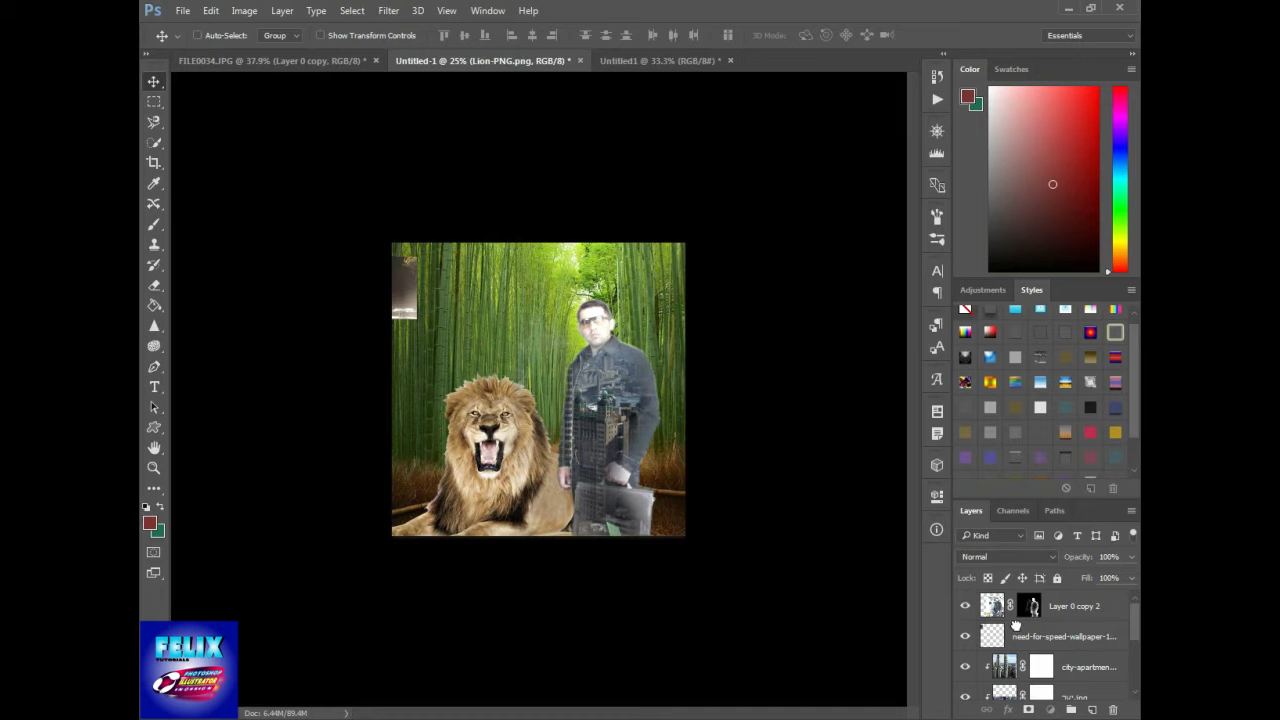 Ps File Edit Image Layer Type Select Filter 3D View Window Help
Auto-Select: Group Show Transform Controls 3D Mode: Essentials
FILE0034.JPG @ 37.9% (Layer 0 copy, RGB/8) * × Untitled-1 @ 25% (Lion-PNG.png, RGB/8) * × Untitled1 @ 33.3% (RGB/8#) * ×
Color Swatches
Adjustments Styles
Layers Channels Paths
Kind
Normal Opacity: 100%
Lock: Fill: 100%
Layer 0 copy 2
need-for-speed-wallpaper-1...
city-apartmen...
FELIX
TUTORIALS
PHOTOSHOP
ILLUSTRATOR
INDESIGN
Doc: 6.44M/89.4M